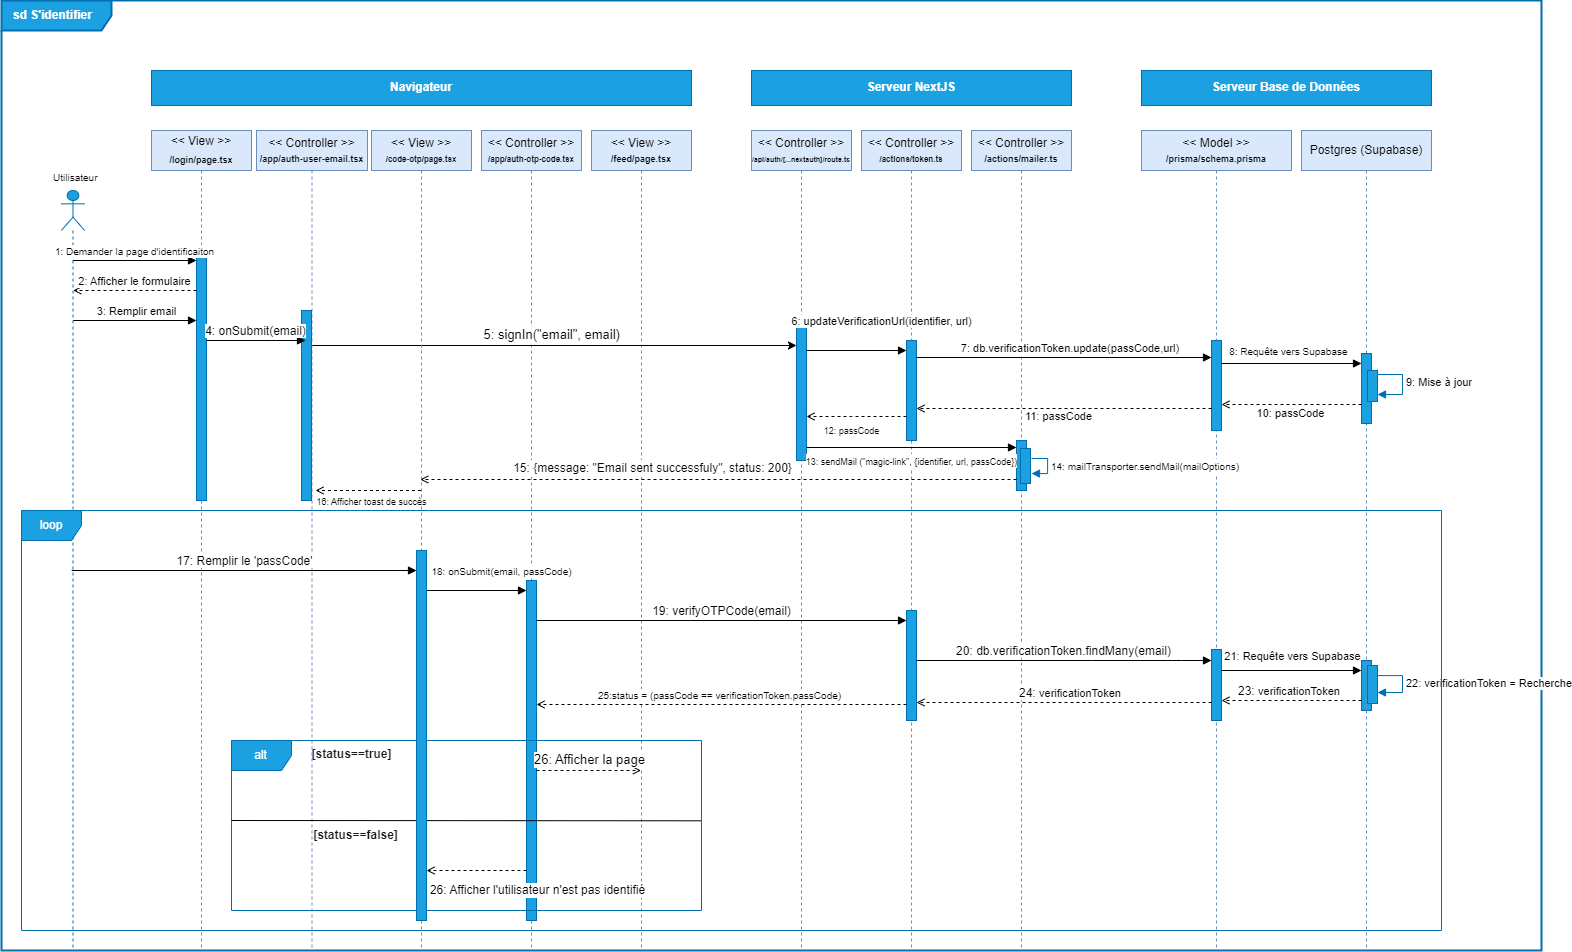 sd S'identifier
Navigateur
Serveur NextJS
Serveur Base de Données
<< View >>
/login/page.tsx
<< Controller >>
/app/auth-user-email.tsx
<< View >>
/code-otp/page.tsx
<< Controller >>
/app/auth-otp-code.tsx
<< View >>
/feed/page.tsx
<< Controller >>
/api/auth/[...nextauth]/route.ts
<< Controller >>
/actions/token.ts
<< Controller >>
/actions/mailer.ts
<< Model >>
/prisma/schema.prisma
Postgres (Supabase)
Utilisateur
1: Demander la page d'identificaiton
2: Afficher le formulaire
3: Remplir email
4: onSubmit(email)
5: signIn("email", email)
6: updateVerificationUrl(identifier, url)
7: db.verificationToken.update(passCode,url)
8: Requête vers Supabase
9: Mise à jour
10: passCode
11: passCode
12: passCode
13: sendMail ("magic-link", {identifier, url, passCode})
14: mailTransporter.sendMail(mailOptions)
15: {message: "Email sent successfuly", status: 200}
16: Afficher toast de succès
loop
17: Remplir le 'passCode'
18: onSubmit(email, passCode)
19: verifyOTPCode(email)
20: db.verificationToken.findMany(email)
21: Requête vers Supabase
22: verificationToken = Recherche
23: verificationToken
24: verificationToken
25:status = (passCode == verificationToken.passCode)
alt
[status==true]
26: Afficher la page
[status==false]
26: Afficher l'utilisateur n'est pas identifié